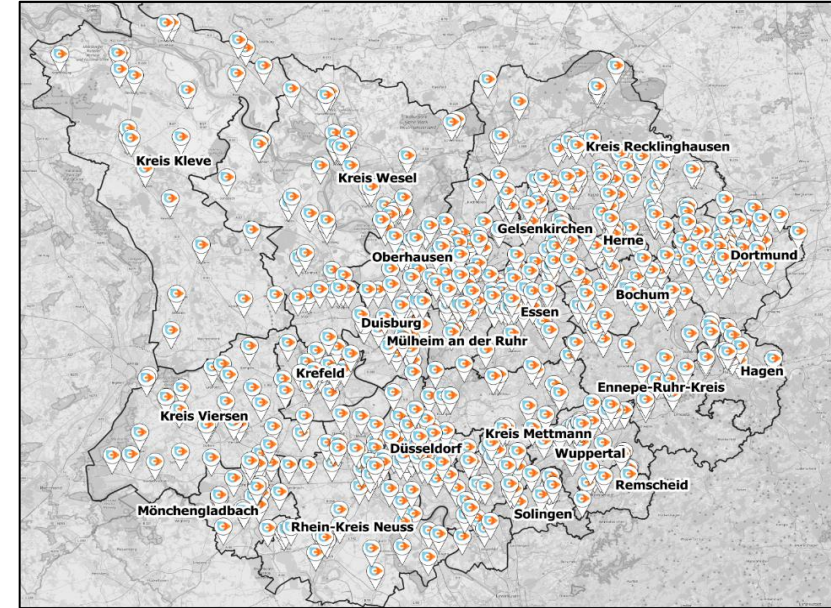 Kreis Recklinghausen
Kreis Kleve
Kreis Wesel
Gelsenkirchen
Herne
Oberhausen
Dortmund
Bochum
Essen
Duisburg
Mülheim an der Ruhr
Krefeld
Hagen
Ennepe-Ruhr-Kreis
Kreis Viersen
Kreis Mettmann
Düsseldorf
Wuppertal
Remscheid
Mönchengladbach
Solingen
Rhein-Kreis Neuss